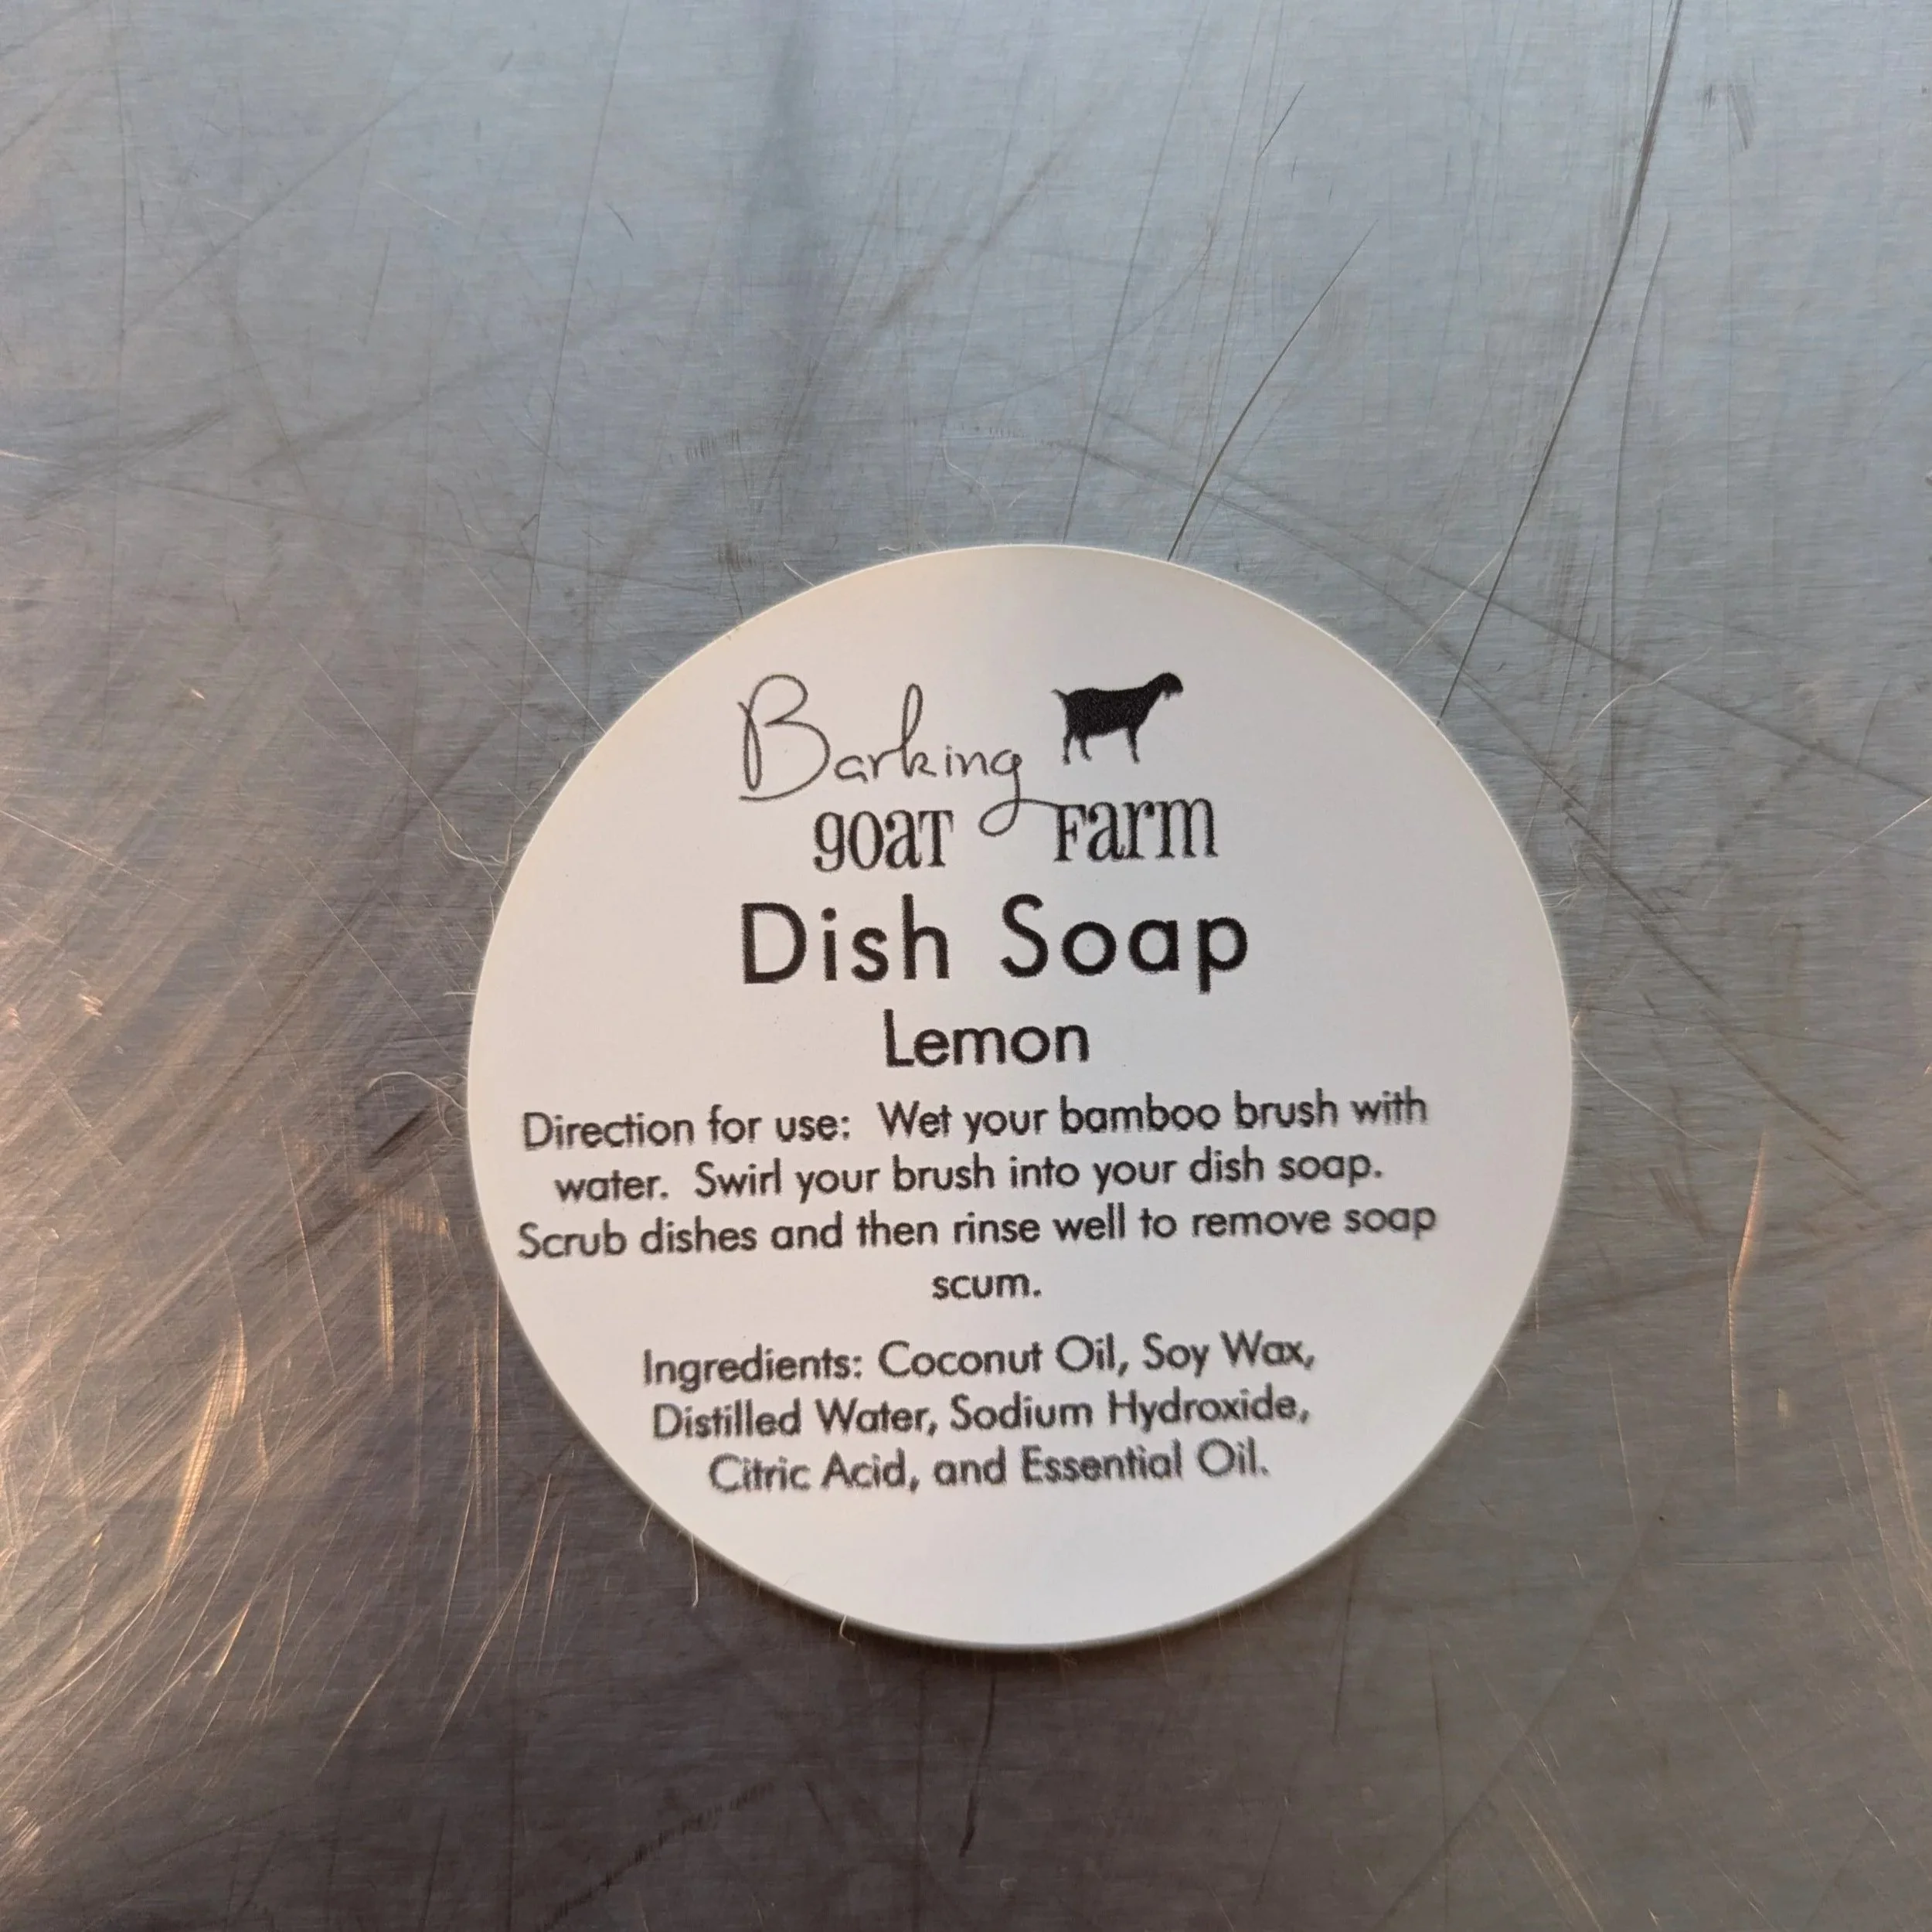 Barking
goat Farm
Dish Soap
Lemon
Direction for use: Wet your bamboo brush with
water. Swirl your brush into your dish soap.
Scrub dishes and then rinse well to remove soap
scum.
Ingredients: Coconut Oil, Soy Wax,
Distilled Water, Sodium Hydroxide,
Citric Acid, and Essential Oil.